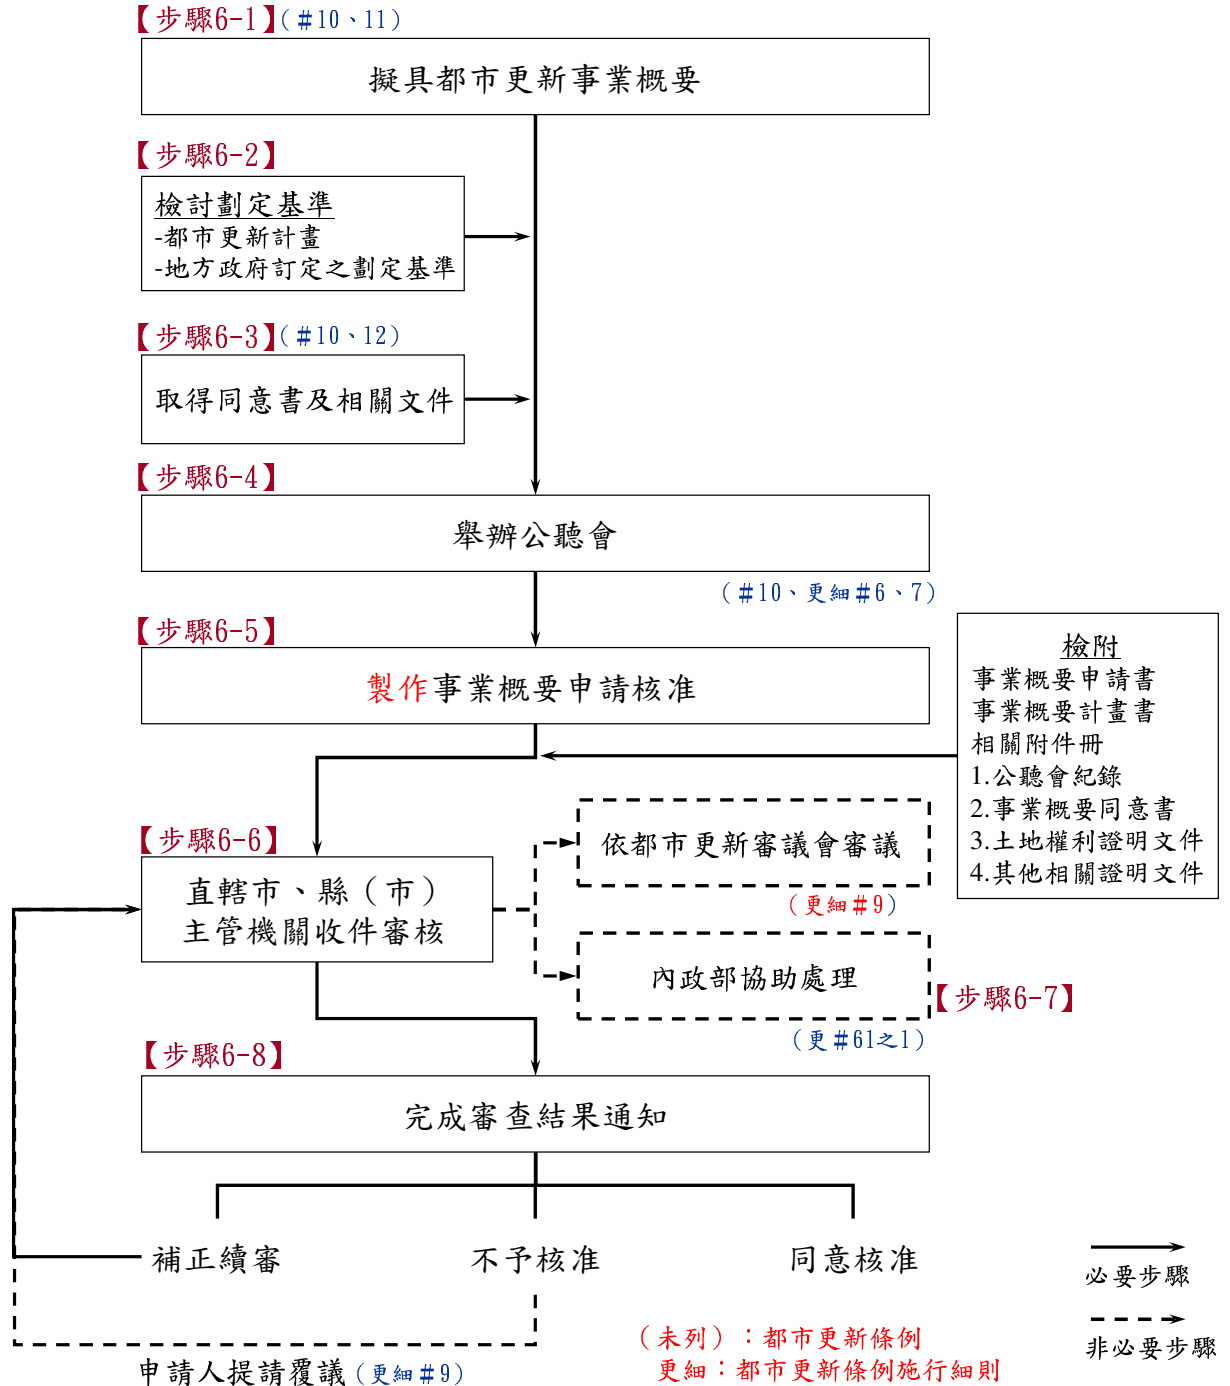 【步驟6-1】(＃10、11)
擬具都市更新事業概要
【步驟6-2】
檢討劃定基準
-都市更新計畫
-地方政府訂定之劃定基準
【步驟6-3】(＃10、12)
取得同意書及相關文件
【步驟6-4】
舉辦公聽會
(＃10、更細＃6、7)
【步驟6-5】
製作事業概要申請核准
檢附
事業概要申請書
事業概要計畫書
相關附件冊
1.公聽會紀錄
2.事業概要同意書
3.土地權利證明文件
4.其他相關證明文件
【步驟6-6】
直轄市、縣（市）
主管機關收件審核
依都市更新審議會審議
(更細＃9)
內政部協助處理
【步驟6-7】
(更＃61之1)
【步驟6-8】
完成審查結果通知
補正續審
不予核准
同意核准
申請人提請覆議(更細＃9)
必要步驟
非必要步驟
（未列）：都市更新條例
更細：都市更新條例施行細則